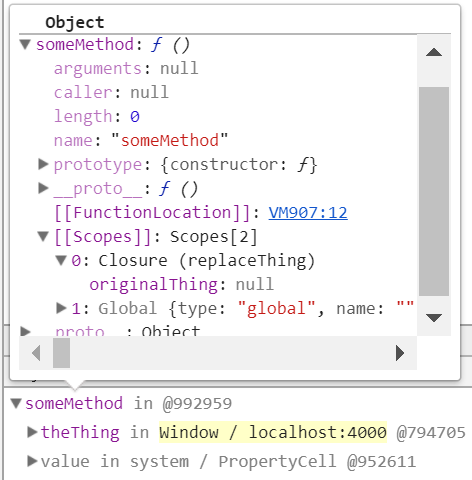 Object
▼someMethod: ƒ ()
arguments: null
caller: null
length: 0
name: "someMethod"
▶prototype: {constructor: ƒ}
▶__proto__: ƒ ()
[[FunctionLocation]]: VM907:12
▼[[Scopes]]: Scopes[2]
▼0: Closure (replaceThing)
originalThing: null
▶1: Global {type: "global", name: ""
▶__proto__: Object
▼someMethod in @992959
▶theThing in Window / localhost:4000 @794705
▶value in system / PropertyCell @952611